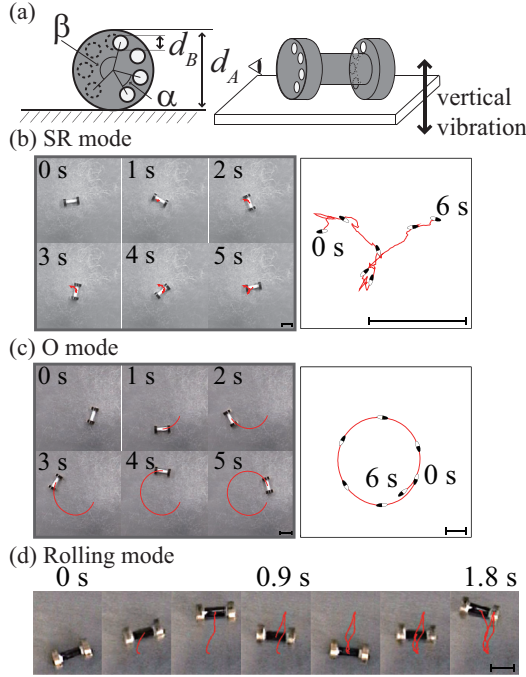 (a)
β
d_B
d_A
α
vertical
vibration
(b) SR mode
0 s
1 s
2 s
3 s
4 s
5 s
0 s
6 s
(c) O mode
0 s
1 s
2 s
3 s
4 s
5 s
6 s
0 s
(d) Rolling mode
0 s
0.9 s
1.8 s